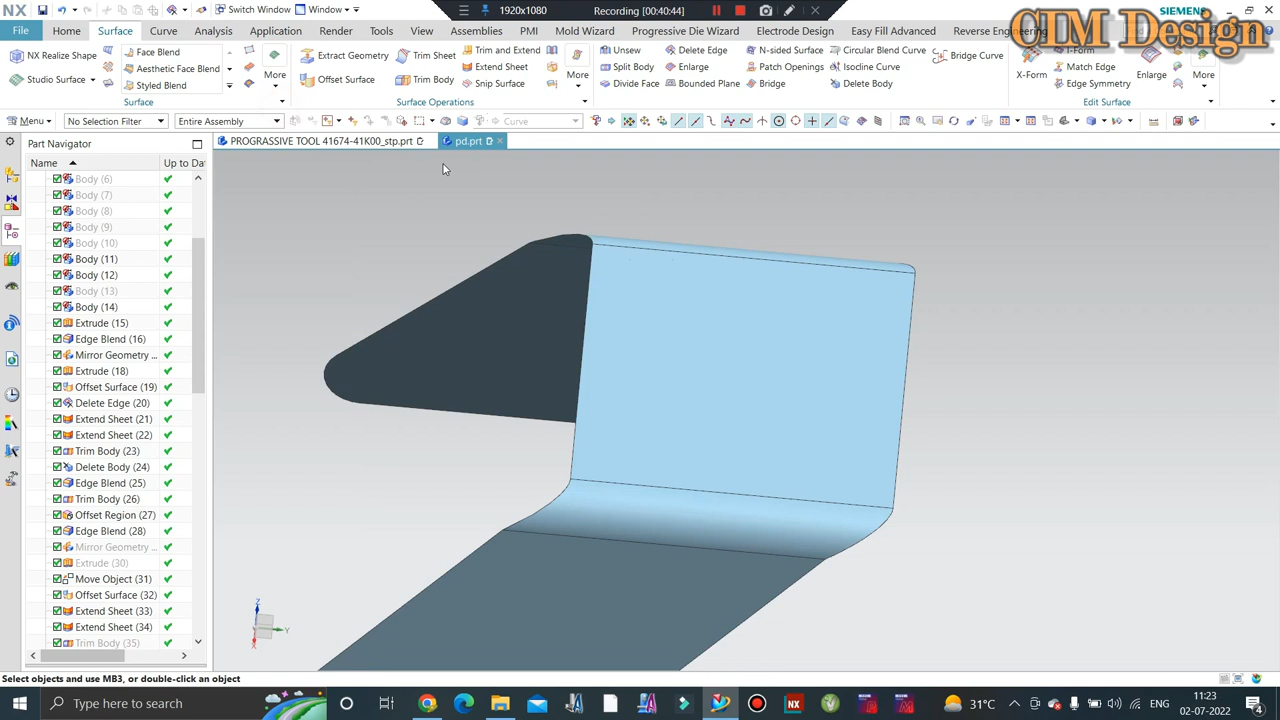 NX Switch Window Window 1920x1080 Recording [00:40:44] SIEMENS
CIM Design
File Home Surface Curve Analysis Application Render Tools View Assemblies PMI Mold Wizard Progressive Die Wizard Electrode Design Easy Fill Advanced Reverse Engineering
NX Realize Shape Face Blend Extract Geometry Trim Sheet Trim and Extend Unsew Delete Edge N-sided Surface Circular Blend Curve Bridge Curve I-Form
Aesthetic Face Blend More Extend Sheet More Split Body Enlarge Patch Openings Isocline Curve X-Form Match Edge Enlarge More
Studio Surface Styled Blend Offset Surface Trim Body Snap Surface Divide Face Bounded Plane Bridge Delete Body Edge Symmetry
Surface Surface Operations Edit Surface
Menu No Selection Filter Entire Assembly Curve
Part Navigator PROGRASSIVE TOOL 41674-41K00_stp.prt pd.prt
Name Up to Dat
Body (6)
Body (7)
Body (8)
Body (9)
Body (10)
Body (11)
Body (12)
Body (13)
Body (14)
Extrude (15)
Edge Blend (16)
Mirror Geometry ...
Extrude (18)
Offset Surface (19)
Delete Edge (20)
Extend Sheet (21)
Extend Sheet (22)
Trim Body (23)
Delete Body (24)
Edge Blend (25)
Trim Body (26)
Offset Region (27)
Edge Blend (28)
Mirror Geometry ...
Extrude (30)
Move Object (31)
Offset Surface (32)
Extend Sheet (33)
Extend Sheet (34)
Trim Body (35)
Z
Y
X
Select objects and use MB3, or double-click an object
Type here to search 31°C ENG 11:23
02-07-2022